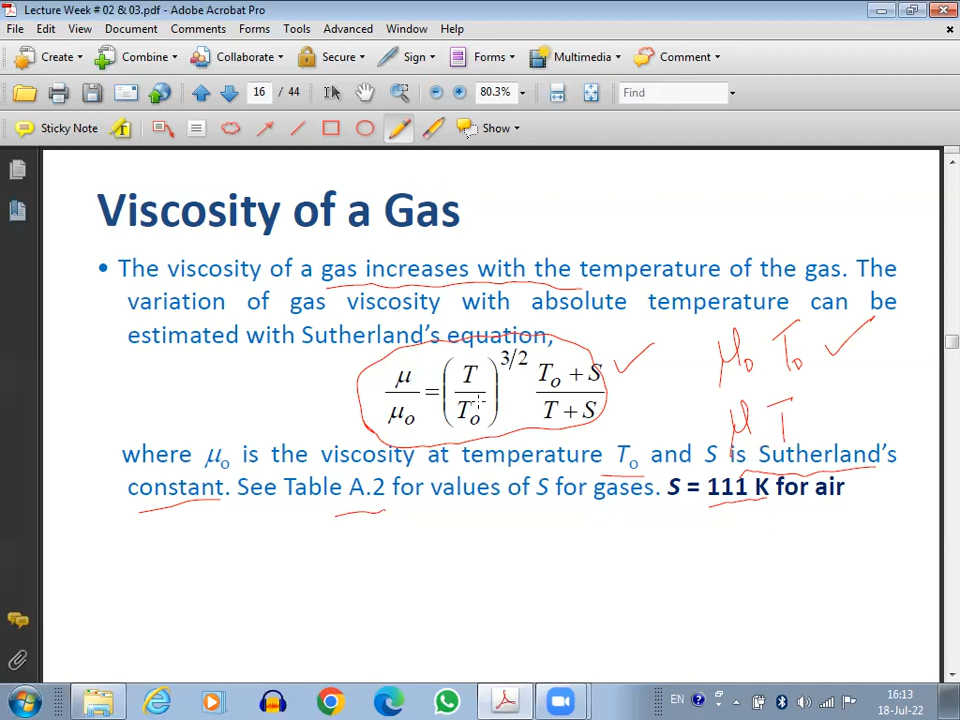 Lecture Week # 02 & 03.pdf - Adobe Acrobat Pro
File Edit View Document Comments Forms Tools Advanced Window Help
Create Combine Collaborate Secure Sign Forms Multimedia Comment
16 / 44 80.3% Find
Sticky Note Show
Viscosity of a Gas
• The viscosity of a gas increases with the temperature of the gas. The
variation of gas viscosity with absolute temperature can be
estimated with Sutherland's equation,
μ/μo = (T/To)^3/2 To + S/T + S
μo To
μ T
where μo is the viscosity at temperature To and S is Sutherland's
constant. See Table A.2 for values of S for gases. S = 111 K for air
EN 16:13
18-Jul-22